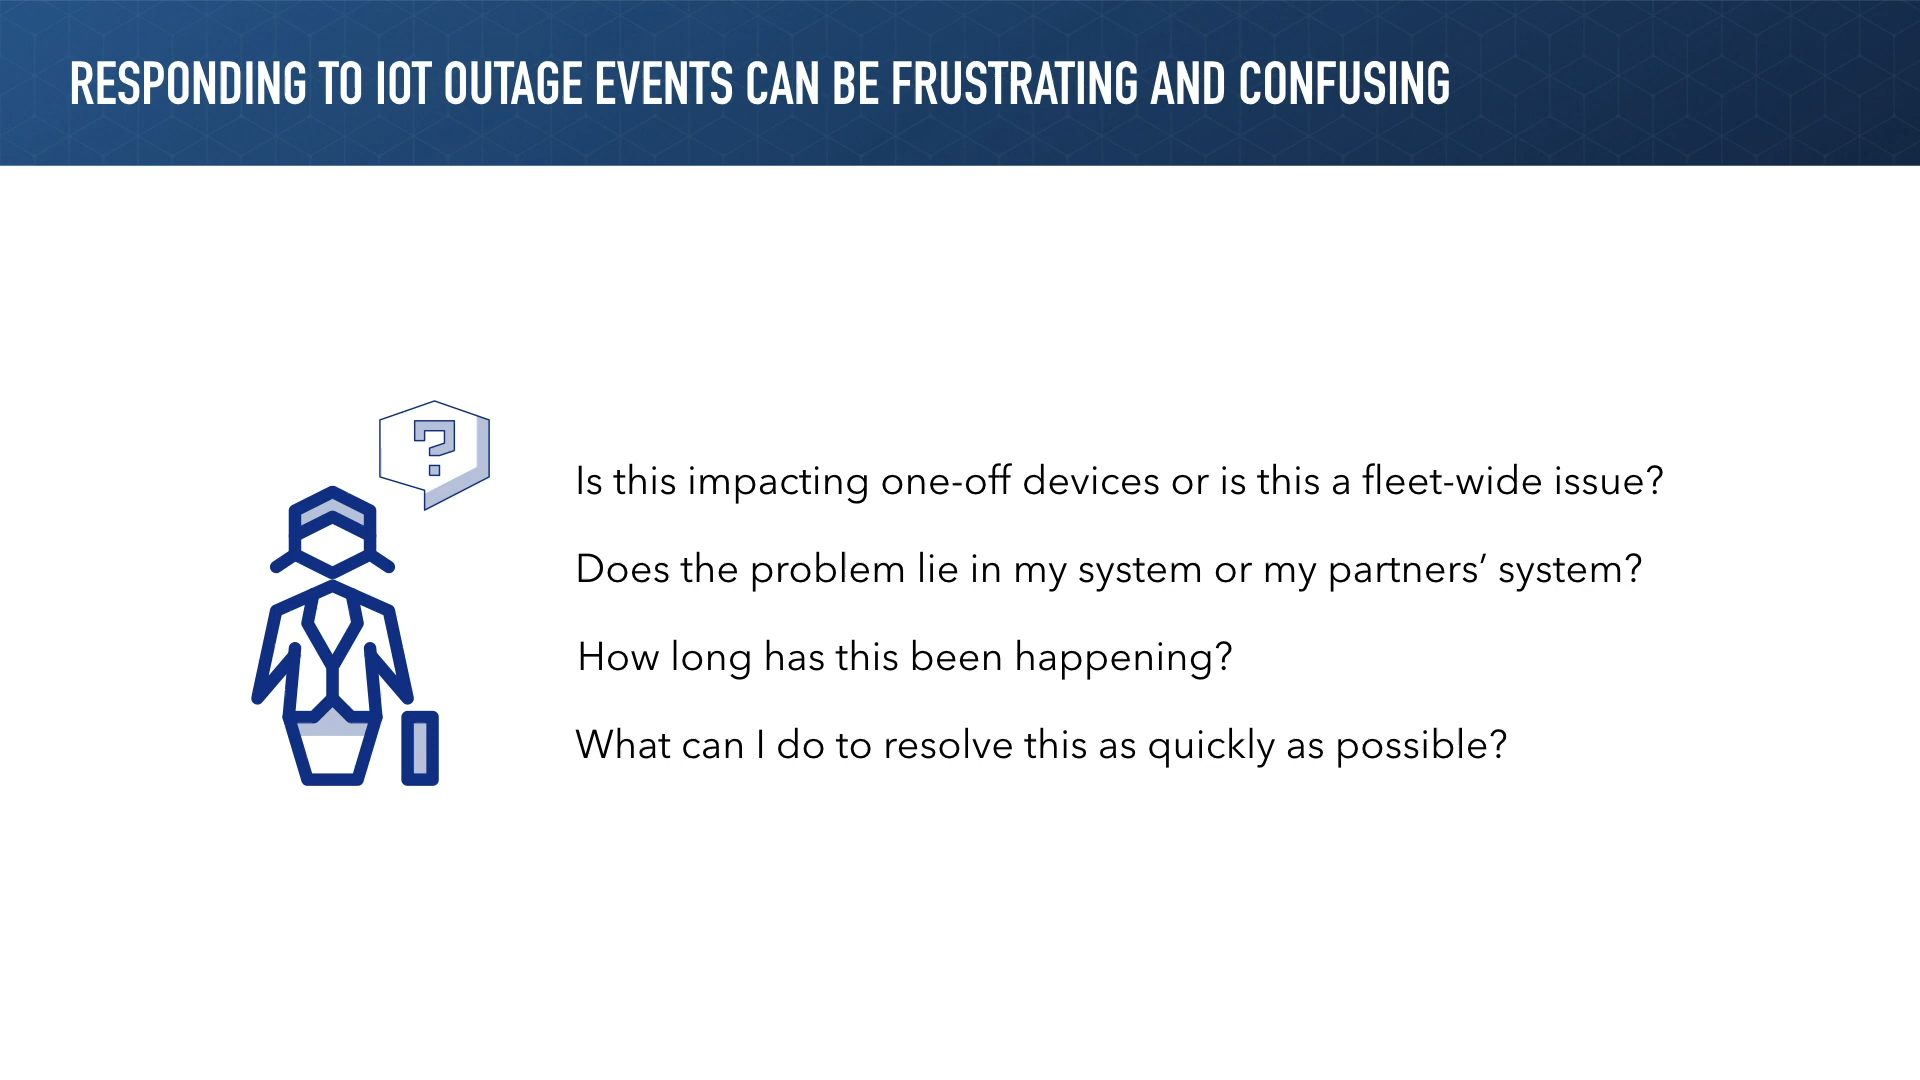 RESPONDING TO IOT OUTAGE EVENTS CAN BE FRUSTRATING AND CONFUSING
?
Is this impacting one-off devices or is this a fleet-wide issue?
Does the problem lie in my system or my partners’ system?
How long has this been happening?
What can I do to resolve this as quickly as possible?